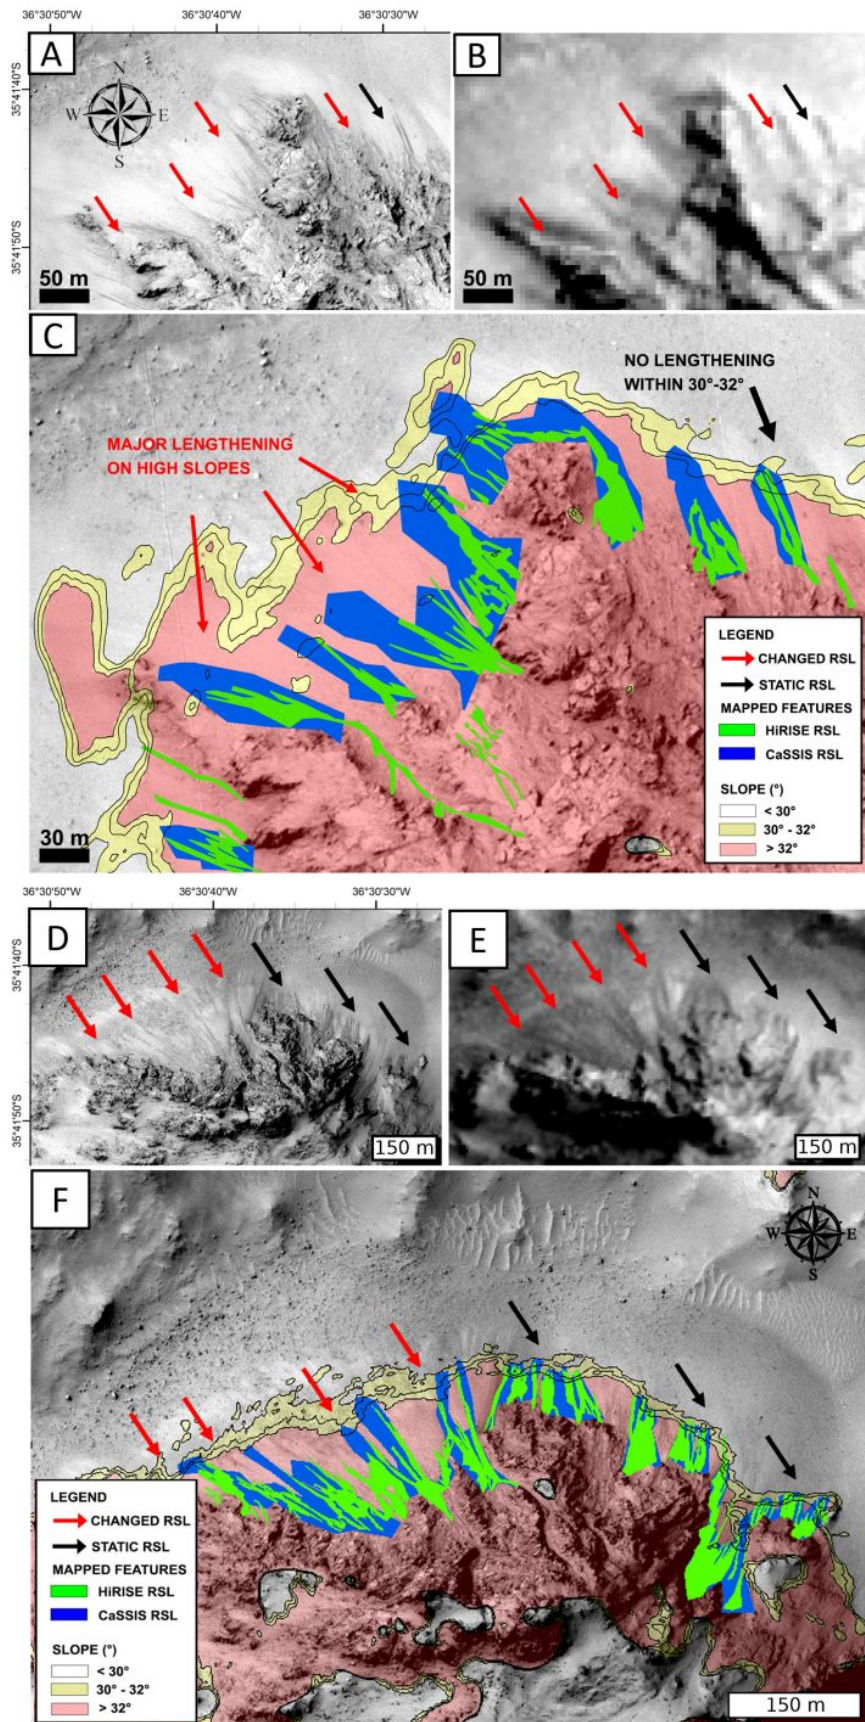 36°30'50"W
36°30'40"W
36°30'30"W
35°41'40"S
35°41'50"S
A
N
W
E
S
50 m
B
50 m
C
NO LENGTHENING
WITHIN 30°-32°
MAJOR LENGTHENING
ON HIGH SLOPES
LEGEND
CHANGED RSL
STATIC RSL
MAPPED FEATURES
HiRISE RSL
CaSSIS RSL
SLOPE (°)
< 30°
30° - 32°
> 32°
30 m
36°30'50"W
36°30'40"W
36°30'30"W
35°41'40"S
35°41'50"S
D
150 m
E
150 m
F
N
W
E
S
LEGEND
CHANGED RSL
STATIC RSL
MAPPED FEATURES
HiRISE RSL
CaSSIS RSL
SLOPE (°)
< 30°
30° - 32°
> 32°
150 m